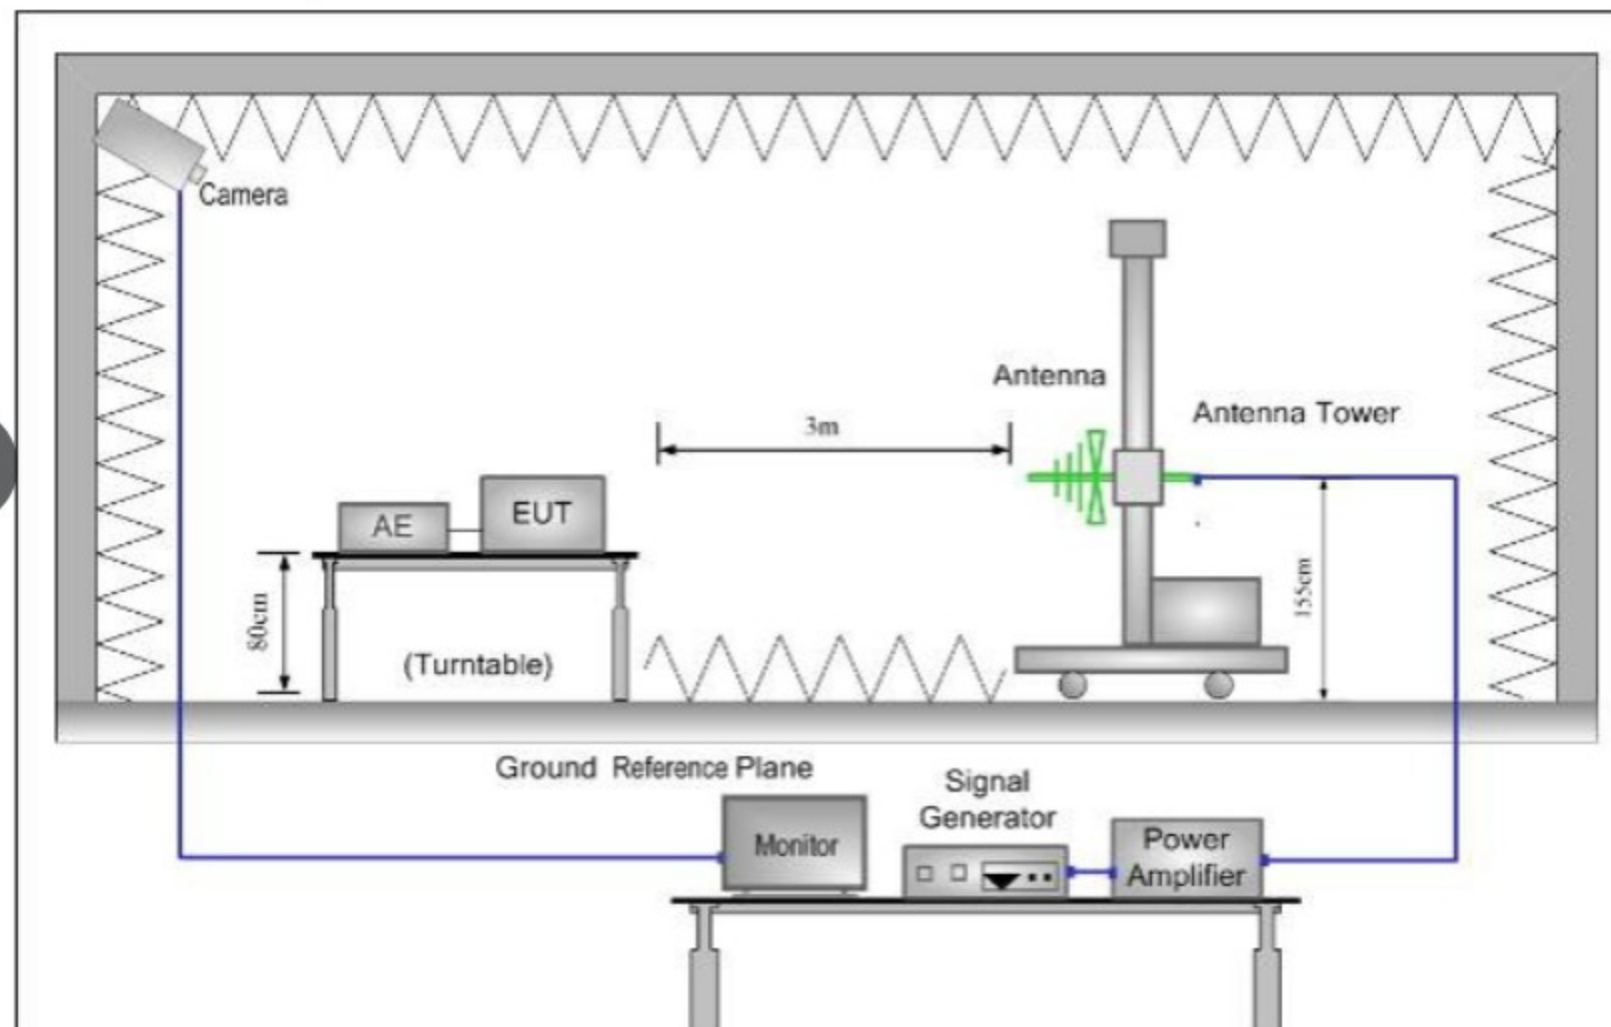 Camera
Antenna
Antenna Tower
3m
AE
EUT
80cm
155cm
(Turntable)
Ground Reference Plane
Signal
Generator
Monitor
Power
Amplifier